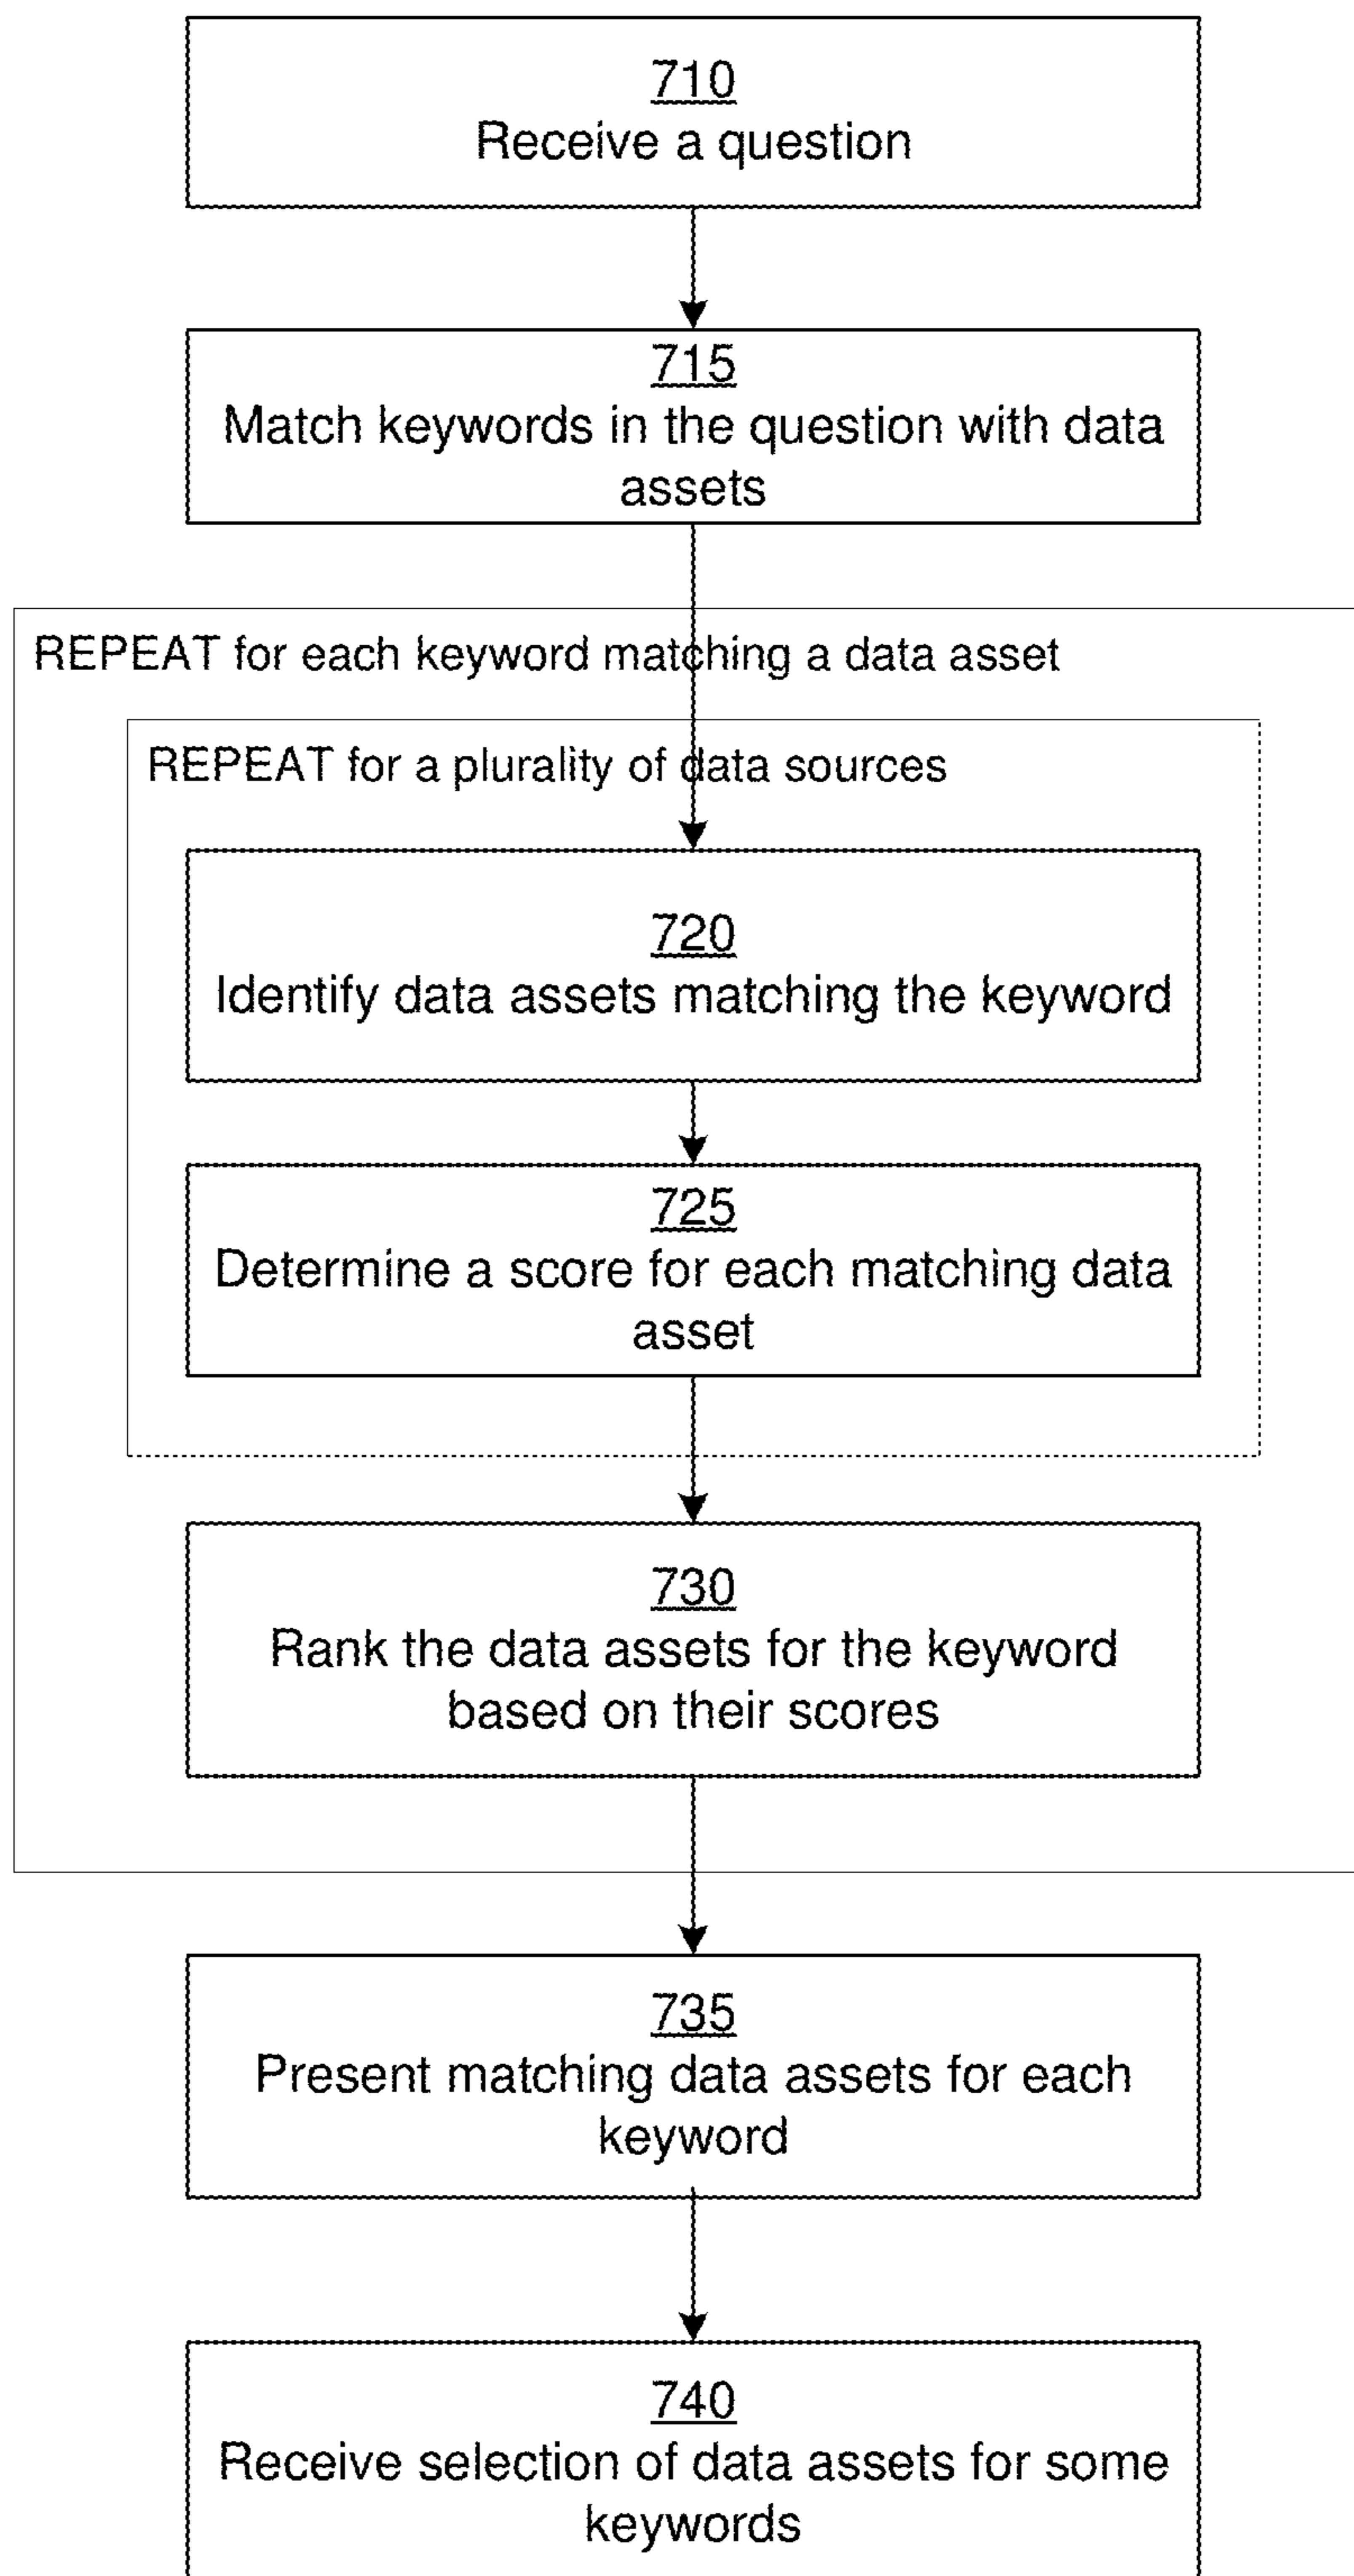 710
Receive a question
715
Match keywords in the question with data
assets
REPEAT for each keyword matching a data asset
REPEAT for a plurality of data sources
720
Identify data assets matching the keyword
725
Determine a score for each matching data
asset
730
Rank the data assets for the keyword
based on their scores
735
Present matching data assets for each
keyword
740
Receive selection of data assets for some
keywords